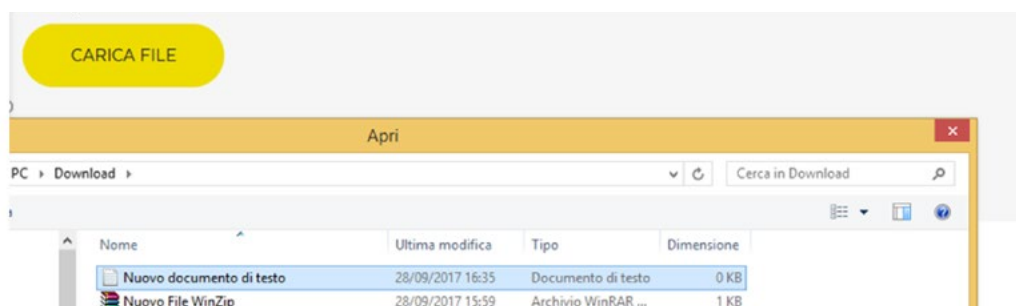 CARICA FILE
Apri
PC Download Cerca in Download
Nome Ultima modifica Tipo Dimensione
Nuovo documento di testo 28/09/2017 16:35 Documento di testo 0 KB
Nuovo File WinZip 28/09/2017 15:59 Archivio WinRAR ... 1 KB